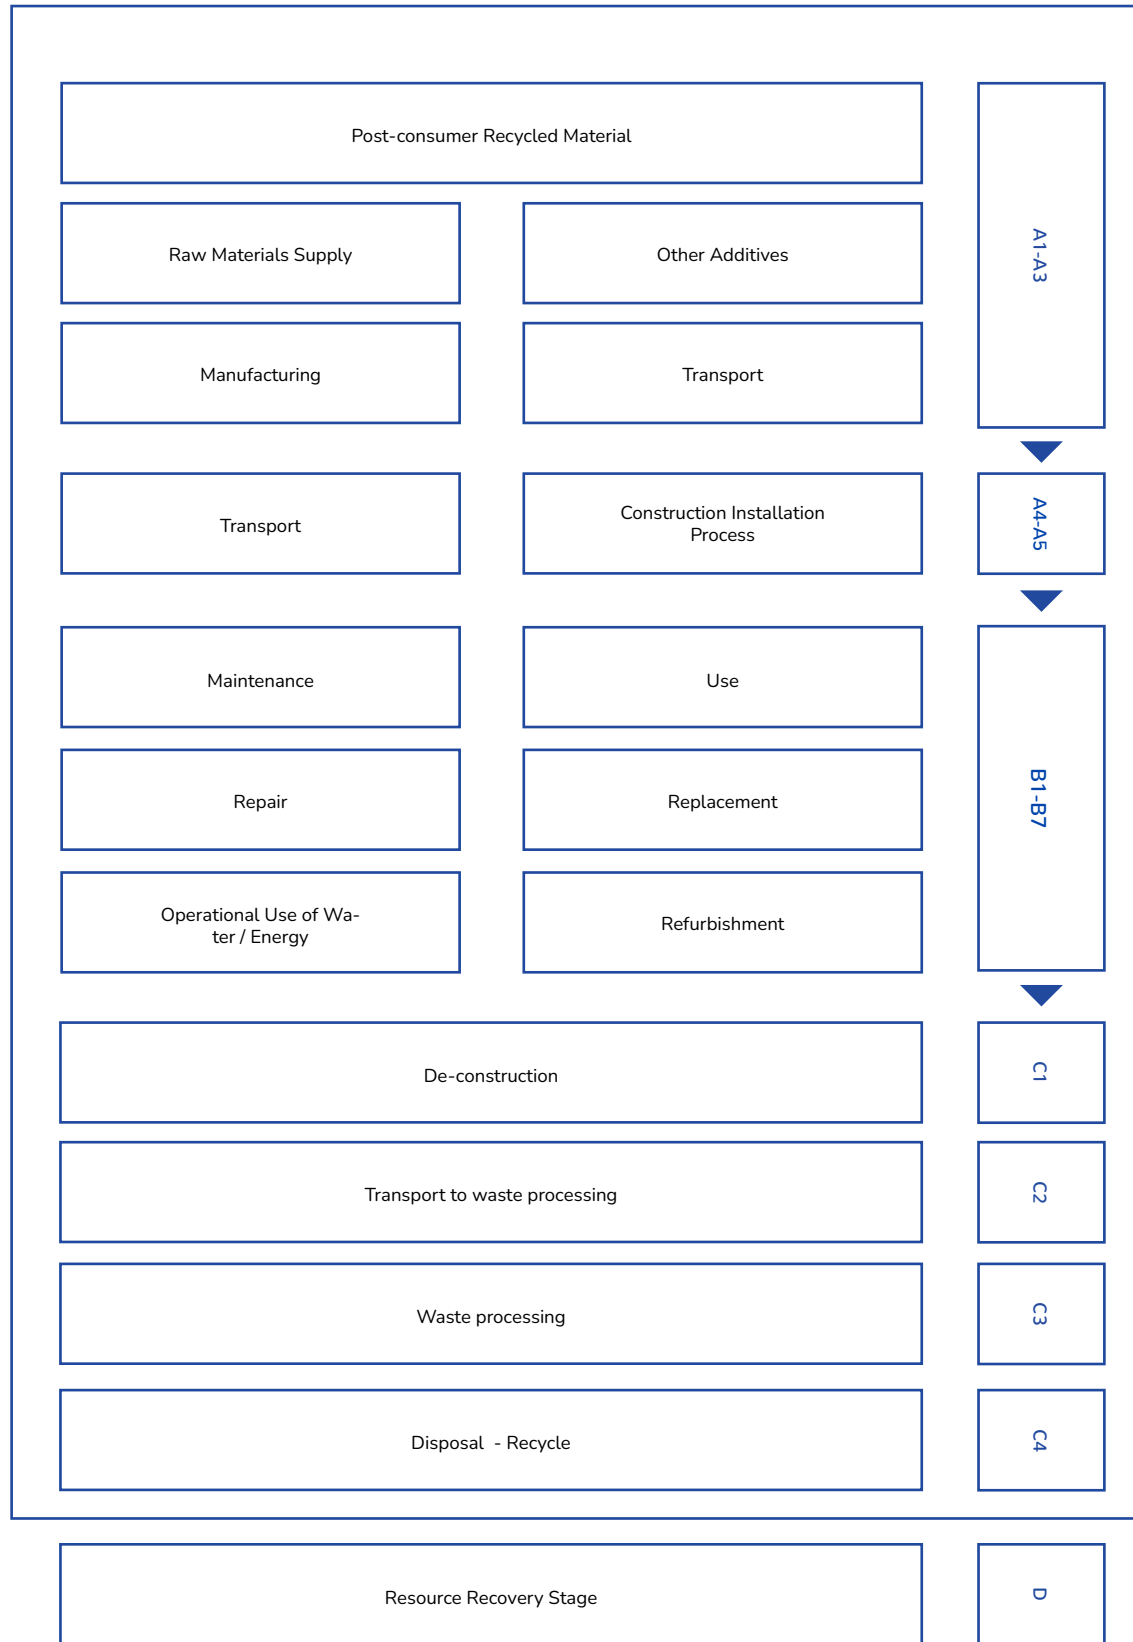 Post-consumer Recycled Material
Raw Materials Supply
Other Additives
A1-A3
Manufacturing
Transport
Transport
Construction Installation
Process
A4-A5
Maintenance
Use
Repair
Replacement
B1-B7
Operational Use of Wa-
ter / Energy
Refurbishment
De-construction
C1
Transport to waste processing
C2
Waste processing
C3
Disposal  - Recycle
C4
Resource Recovery Stage
D